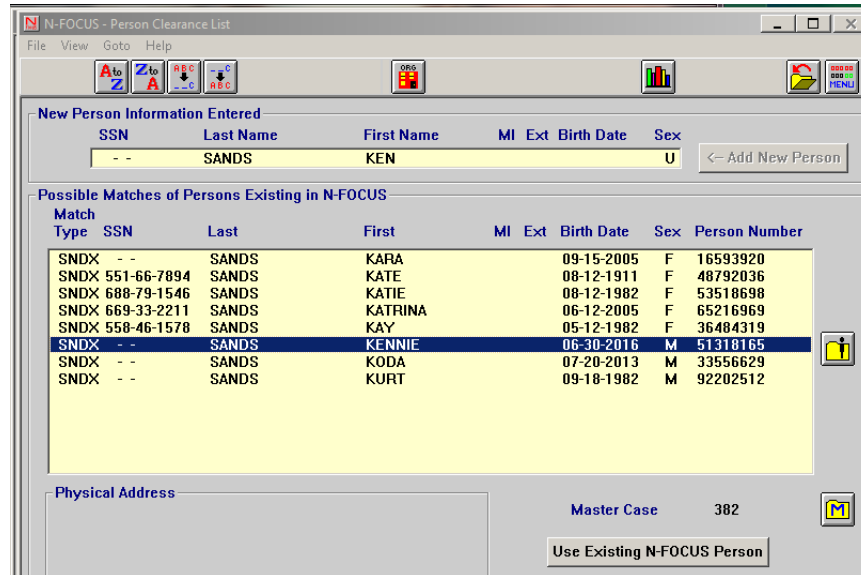 N-FOCUS - Person Clearance List
File View Goto Help
A to Z Z to A ABC --C --C ABC ORG MENU
New Person Information Entered
SSN Last Name First Name MI Ext Birth Date Sex
- - SANDS KEN U <- Add New Person
Possible Matches of Persons Existing in N-FOCUS
Match
Type SSN Last First MI Ext Birth Date Sex Person Number
SNDX - - SANDS KARA 09-15-2005 F 16593920
SNDX 551-66-7894 SANDS KATE 08-12-1911 F 48792036
SNDX 688-79-1546 SANDS KATIE 08-12-1982 F 53518698
SNDX 669-33-2211 SANDS KATRINA 06-12-2005 F 65216969
SNDX 558-46-1578 SANDS KAY 05-12-1982 F 36484319
SNDX - - SANDS KENNIE 06-30-2016 M 51318165
SNDX - - SANDS KODA 07-20-2013 M 33556629
SNDX - - SANDS KURT 09-18-1982 M 92202512
Physical Address
Master Case 382 M
Use Existing N-FOCUS Person